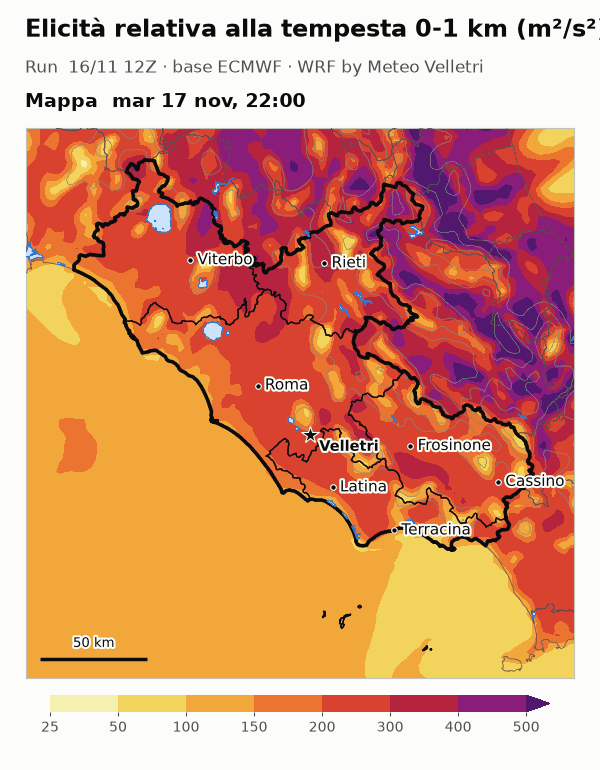 Elicità relativa alla tempesta 0-1 km (m²/s²)
Run 16/11 12Z · base ECMWF · WRF by Meteo Velletri
Mappa mar 17 nov, 22:00
Viterbo
Rieti
Roma
Velletri
Frosinone
Latina
Cassino
Terracina
50 km
25 50 100 150 200 300 400 500